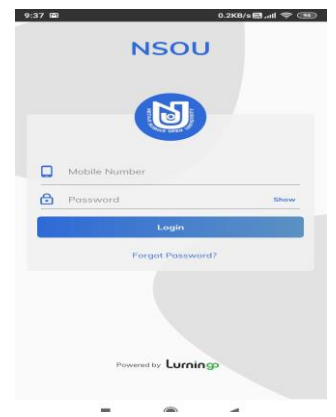 9:37 0.2KB/s
NSOU
Mobile Number
Password Show
Login
Forgot Password?
Powered by Lurningo